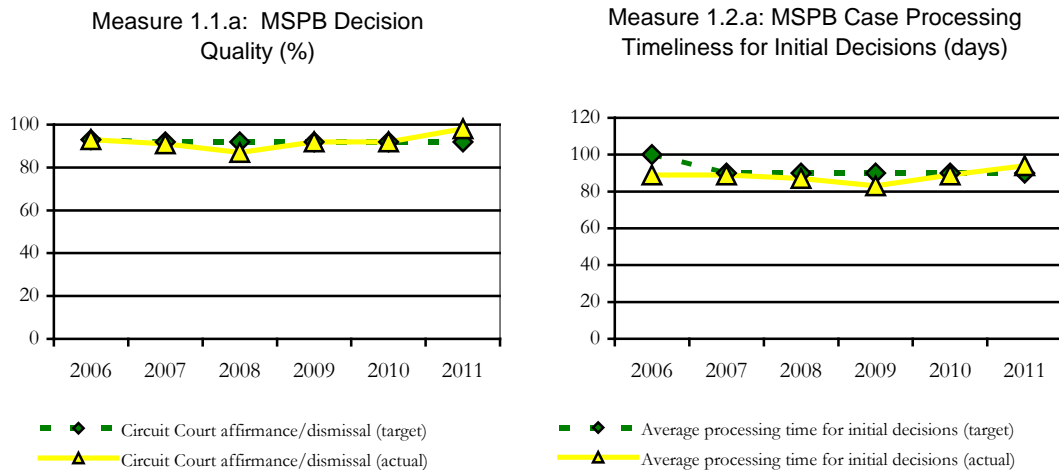 Measure 1.1.a: MSPB Decision
Quality (%)
100
80
60
40
20
0
2006 2007 2008 2009 2010 2011
Circuit Court affirmance/dismissal (target)
Circuit Court affirmance/dismissal (actual)
Measure 1.2.a: MSPB Case Processing
Timeliness for Initial Decisions (days)
120
100
80
60
40
20
0
2006 2007 2008 2009 2010 2011
Average processing time for initial decisions (target)
Average processing time for initial decisions (actual)